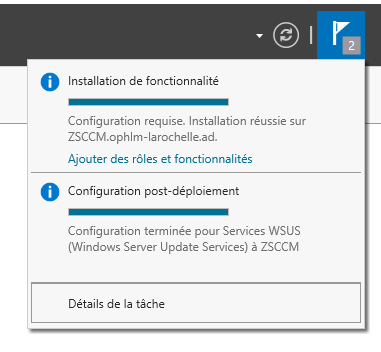 2
Installation de fonctionnalité
Configuration requise. Installation réussie sur
ZSCCM.ophlm-larochelle.ad.
Ajouter des rôles et fonctionnalités
Configuration post-déploiement
Configuration terminée pour Services WSUS
(Windows Server Update Services) à ZSCCM
Détails de la tâche